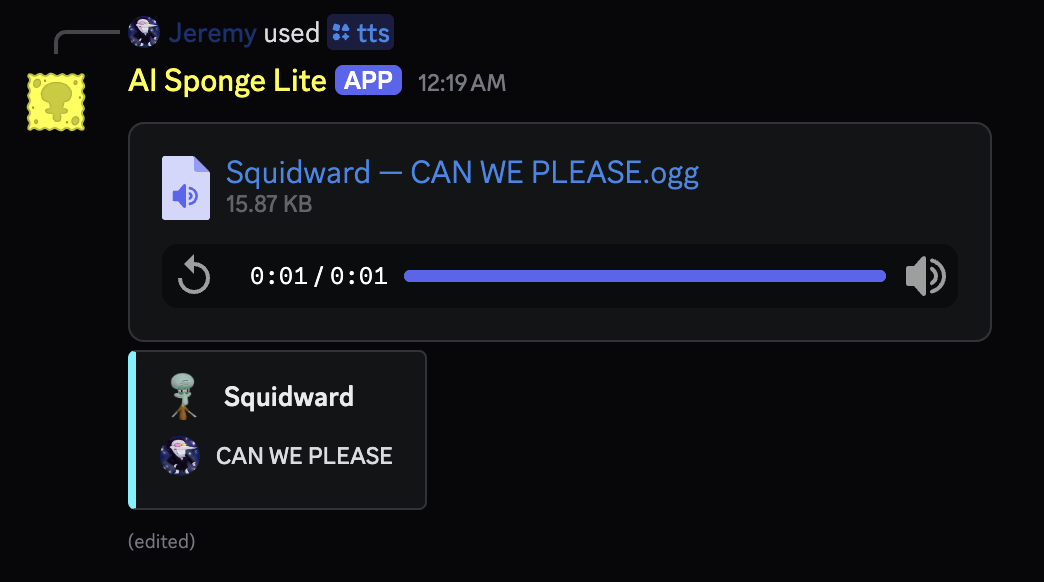 Jeremy used tts
AI Sponge Lite APP 12:19 AM
Squidward — CAN WE PLEASE.ogg
15.87 KB
0:01 / 0:01
Squidward
CAN WE PLEASE
(edited)